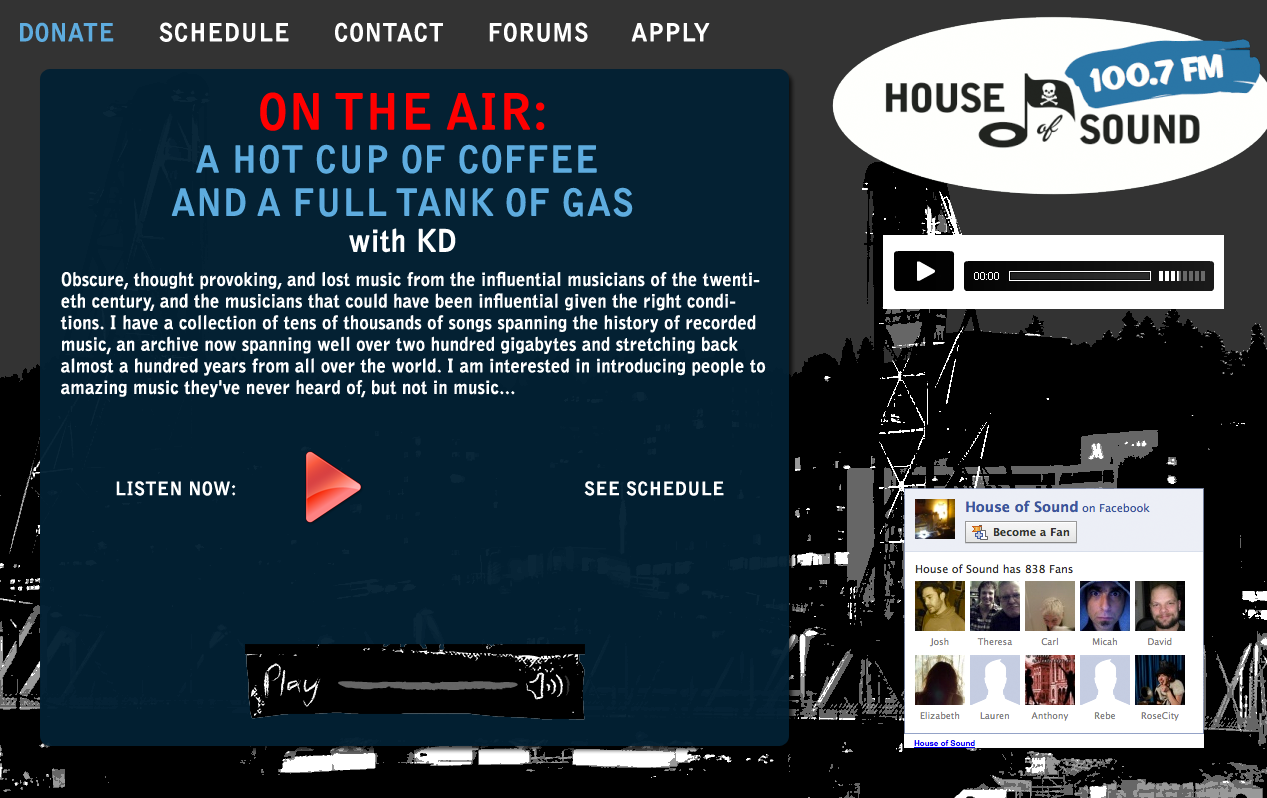 DONATE SCHEDULE CONTACT FORUMS APPLY
HOUSE of SOUND 100.7 FM
ON THE AIR:
A HOT CUP OF COFFEE
AND A FULL TANK OF GAS
with KD
Obscure, thought provoking, and lost music from the influential musicians of the twenti-
eth century, and the musicians that could have been influential given the right condi-
tions. I have a collection of tens of thousands of songs spanning the history of recorded
music, an archive now spanning well over two hundred gigabytes and stretching back
almost a hundred years from all over the world. I am interested in introducing people to
amazing music they've never heard of, but not in music...
LISTEN NOW:
SEE SCHEDULE
Play
00:00
House of Sound on Facebook
Become a Fan
House of Sound has 838 Fans
Josh Theresa Carl Micah David
Elizabeth Lauren Anthony Rebe RoseCity
House of Sound